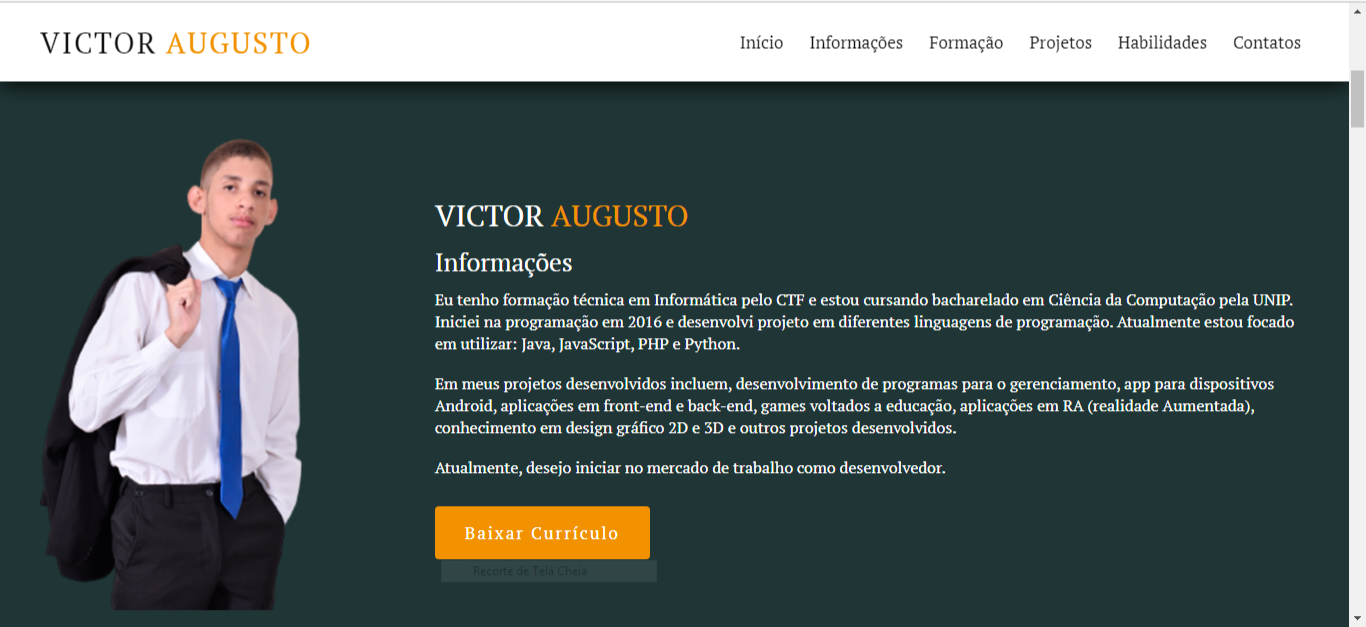 VICTOR AUGUSTO
Início Informações Formação Projetos Habilidades Contatos
VICTOR AUGUSTO
Informações
Eu tenho formação técnica em Informática pelo CTF e estou cursando bacharelado em Ciência da Computação pela UNIP.
Iniciei na programação em 2016 e desenvolvi projeto em diferentes linguagens de programação. Atualmente estou focado
em utilizar: Java, JavaScript, PHP e Python.
Em meus projetos desenvolvidos incluem, desenvolvimento de programas para o gerenciamento, app para dispositivos
Android, aplicações em front-end e back-end, games voltados a educação, aplicações em RA (realidade Aumentada),
conhecimento em design gráfico 2D e 3D e outros projetos desenvolvidos.
Atualmente, desejo iniciar no mercado de trabalho como desenvolvedor.
Baixar Currículo
Recorte de Tela Cheia